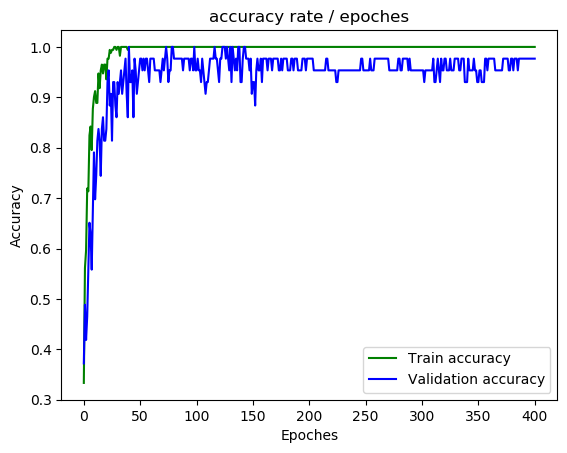 accuracy rate / epoches
1.0
0.9
0.8
0.7
0.6
0.5
0.4
0.3
Accuracy
Train accuracy
Validation accuracy
0 50 100 150 200 250 300 350 400
Epoches